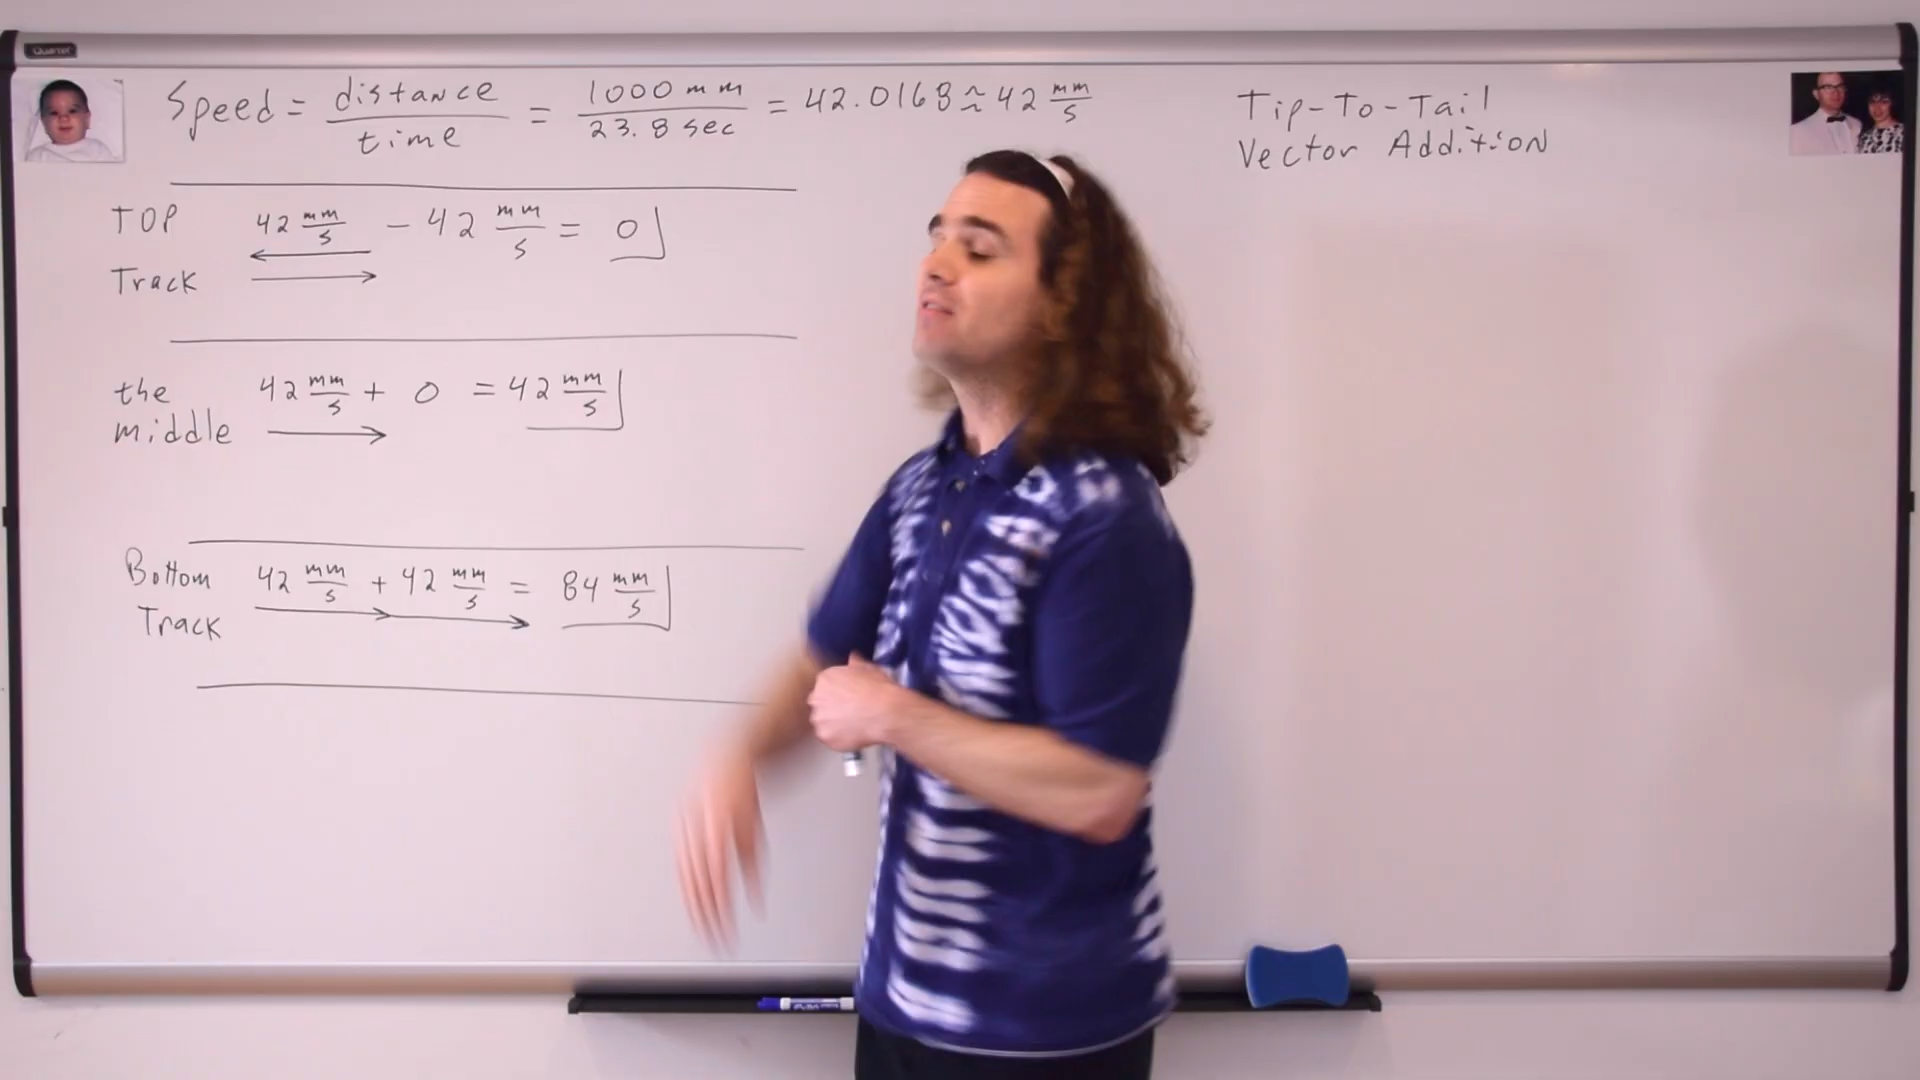 Quartet
Speed = distance / time = 1000 mm / 23.8 sec = 42.0168 ≈ 42 mm/s
Tip-To-Tail
Vector Addition
TOP 42 mm/s - 42 mm/s = 0
Track
the 42 mm/s + 0 = 42 mm/s
middle
Bottom 42 mm/s + 42 mm/s = 84 mm/s
Track